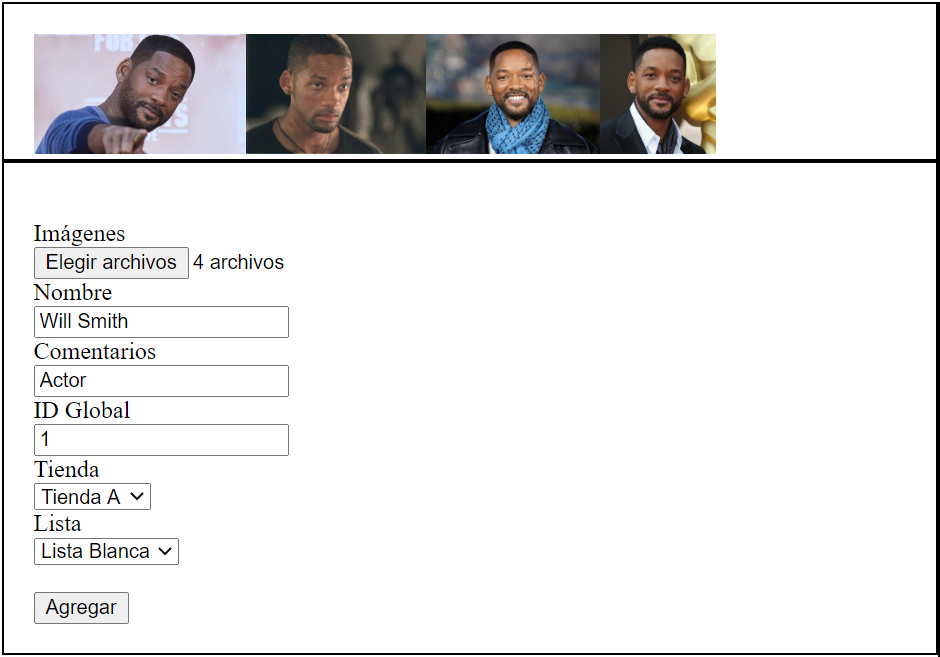 Imágenes
Elegir archivos 4 archivos
Nombre
Will Smith
Comentarios
Actor
ID Global
1
Tienda
Tienda A
Lista
Lista Blanca
Agregar